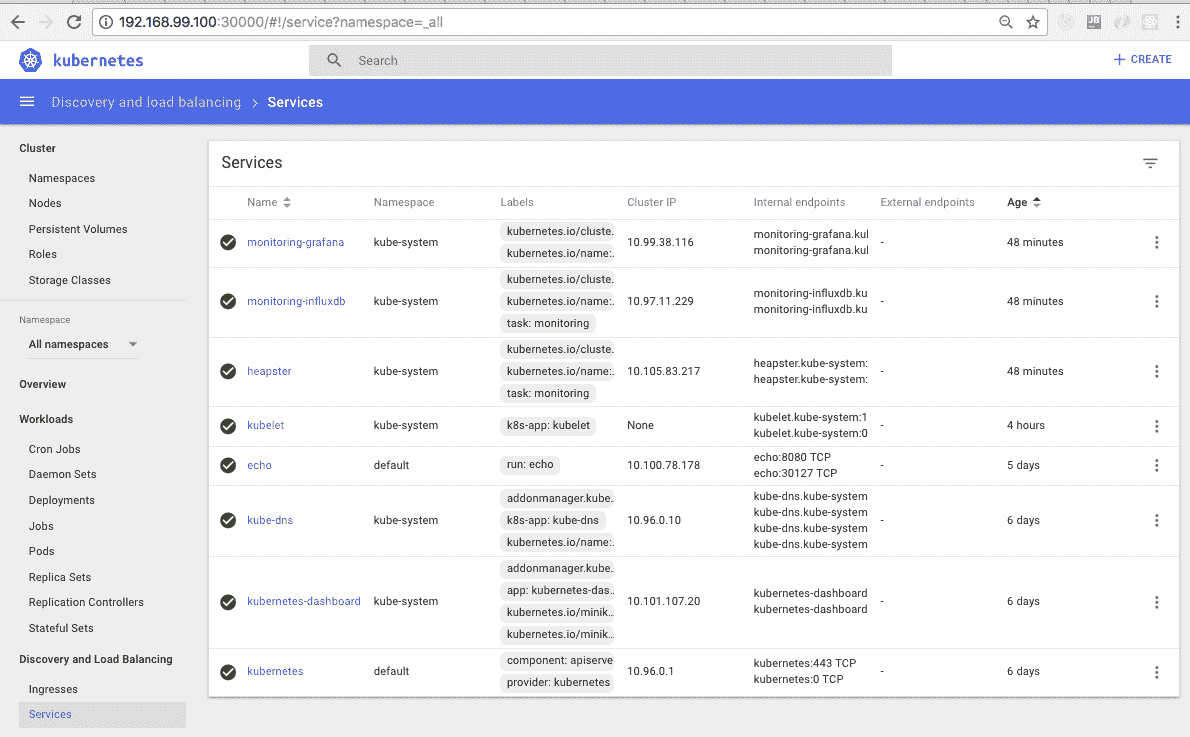 192.168.99.100:30000/#!/service?namespace=_all
JB
kubernetes
Search
+ CREATE
Discovery and load balancing > Services
Cluster
Namespaces
Nodes
Persistent Volumes
Roles
Storage Classes
Namespace
All namespaces
Overview
Workloads
Cron Jobs
Daemon Sets
Deployments
Jobs
Pods
Replica Sets
Replication Controllers
Stateful Sets
Discovery and Load Balancing
Ingresses
Services
Services
Name Namespace Labels Cluster IP Internal endpoints External endpoints Age
monitoring-grafana kube-system kubernetes.io/cluste. 10.99.38.116 monitoring-grafana.kul - 48 minutes
kubernetes.io/name:. monitoring-grafana.kul
monitoring-influxdb kube-system kubernetes.io/cluste. 10.97.11.229 monitoring-influxdb.ku - 48 minutes
kubernetes.io/name:. monitoring-influxdb.ku
task: monitoring
heapster kube-system kubernetes.io/cluste. 10.105.83.217 heapster.kube-system: - 48 minutes
kubernetes.io/name:. heapster.kube-system:
task: monitoring
kubelet kube-system k8s-app: kubelet None kubelet.kube-system:1 - 4 hours
kubelet.kube-system:0
echo default run: echo 10.100.78.178 echo:8080 TCP - 5 days
echo:30127 TCP
kube-dns kube-system addonmanager.kube. 10.96.0.10 kube-dns.kube-system - 6 days
k8s-app: kube-dns kube-dns.kube-system
kubernetes.io/name:. kube-dns.kube-system
kube-dns.kube-system
kubernetes-dashboard kube-system addonmanager.kube. 10.101.107.20 kubernetes-dashboard - 6 days
app: kubernetes-das.. kubernetes-dashboard
kubernetes.io/minik..
kubernetes.io/minik..
kubernetes default component: apiserve 10.96.0.1 kubernetes:443 TCP - 6 days
provider: kubernetes kubernetes:0 TCP